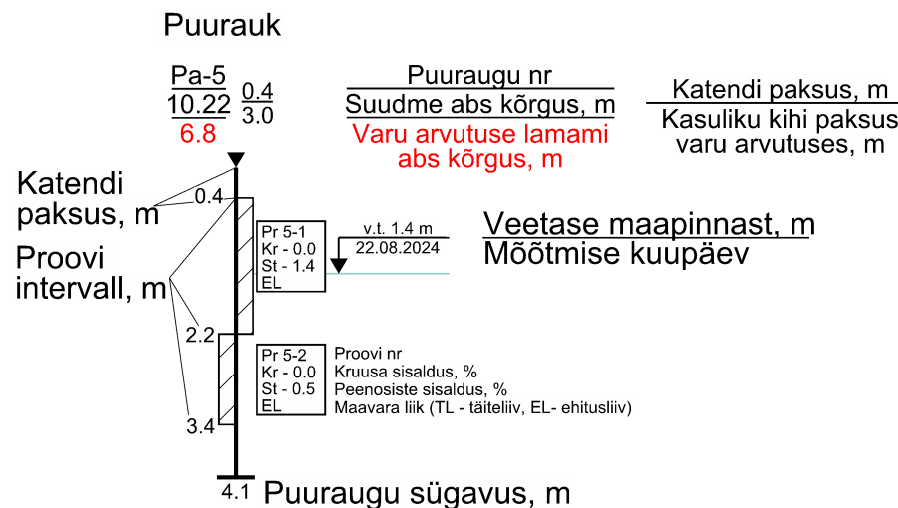 Puurauk
Pa-5
10.22
6.8
0.4
3.0
Puuraugu nr
Suudme abs kõrgus, m
Varu arvutuse lamami
abs kõrgus, m
Katendi paksus, m
Kasuliku kihi paksus
varu arvutuses, m
Katendi
paksus, m
0.4
Proovi
intervall, m
Pr 5-1
Kr - 0.0
St - 1.4
EL
v.t. 1.4 m
22.08.2024
Veetase maapinnast, m
Mõõtmise kuupäev
2.2
Pr 5-2
Kr - 0.0
St - 0.5
EL
Proovi nr
Kruusa sisaldus, %
Peenosiste sisaldus, %
Maavara liik (TL - täiteliiv, EL- ehitusliiv)
3.4
4.1
Puuraugu sügavus, m